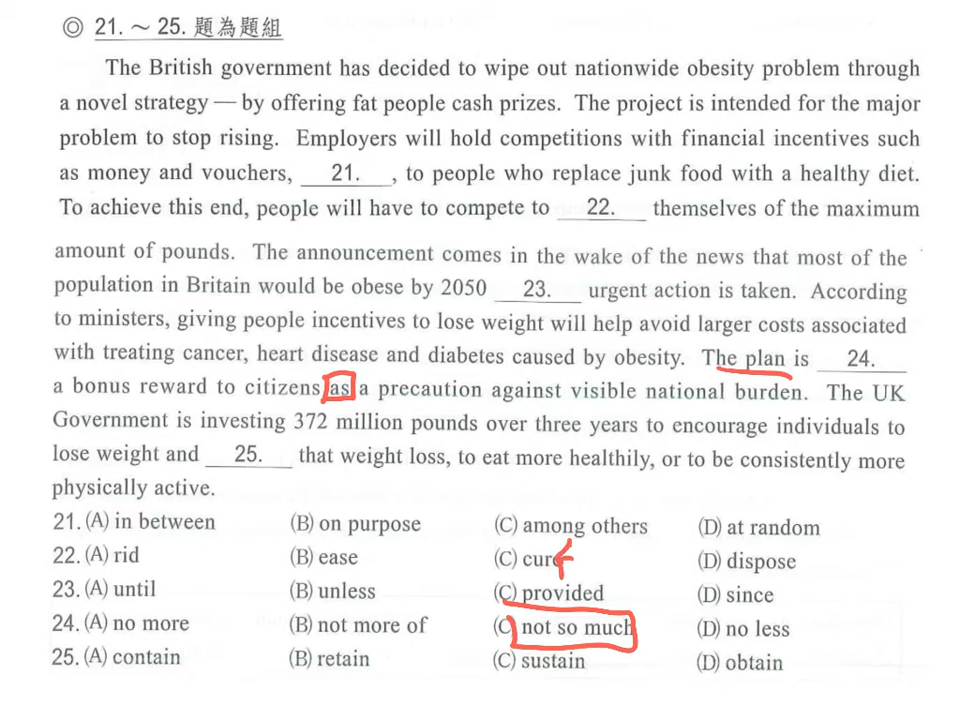 ◎ 21. ~ 25. 題為題組
The British government has decided to wipe out nationwide obesity problem through
a novel strategy — by offering fat people cash prizes. The project is intended for the major
problem to stop rising. Employers will hold competitions with financial incentives such
as money and vouchers, 21. , to people who replace junk food with a healthy diet.
To achieve this end, people will have to compete to 22. themselves of the maximum
amount of pounds. The announcement comes in the wake of the news that most of the
population in Britain would be obese by 2050 23. urgent action is taken. According
to ministers, giving people incentives to lose weight will help avoid larger costs associated
with treating cancer, heart disease and diabetes caused by obesity. The plan is 24.
a bonus reward to citizens as a precaution against visible national burden. The UK
Government is investing 372 million pounds over three years to encourage individuals to
lose weight and 25. that weight loss, to eat more healthily, or to be consistently more
physically active.
21. (A) in between (B) on purpose (C) among others (D) at random
22. (A) rid (B) ease (C) cure (D) dispose
23. (A) until (B) unless (C) provided (D) since
24. (A) no more (B) not more of (C) not so much (D) no less
25. (A) contain (B) retain (C) sustain (D) obtain